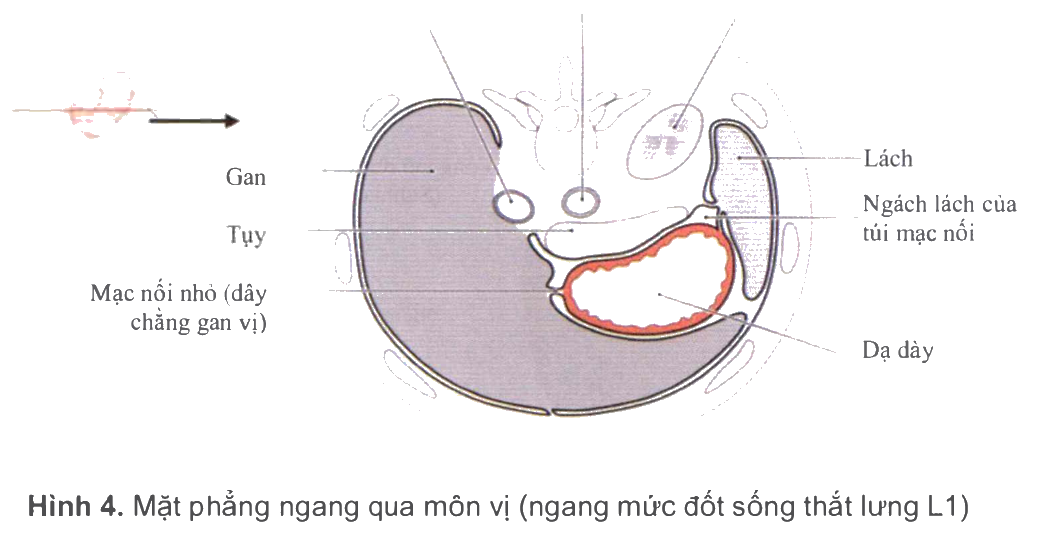 Gan
Tụy
Mạc nối nhỏ (dây
chằng gan vị)
Lách
Ngách lách của
túi mạc nối
Dạ dày
Hình 4. Mặt phẳng ngang qua môn vị (ngang mức đốt sống thắt lưng L1)